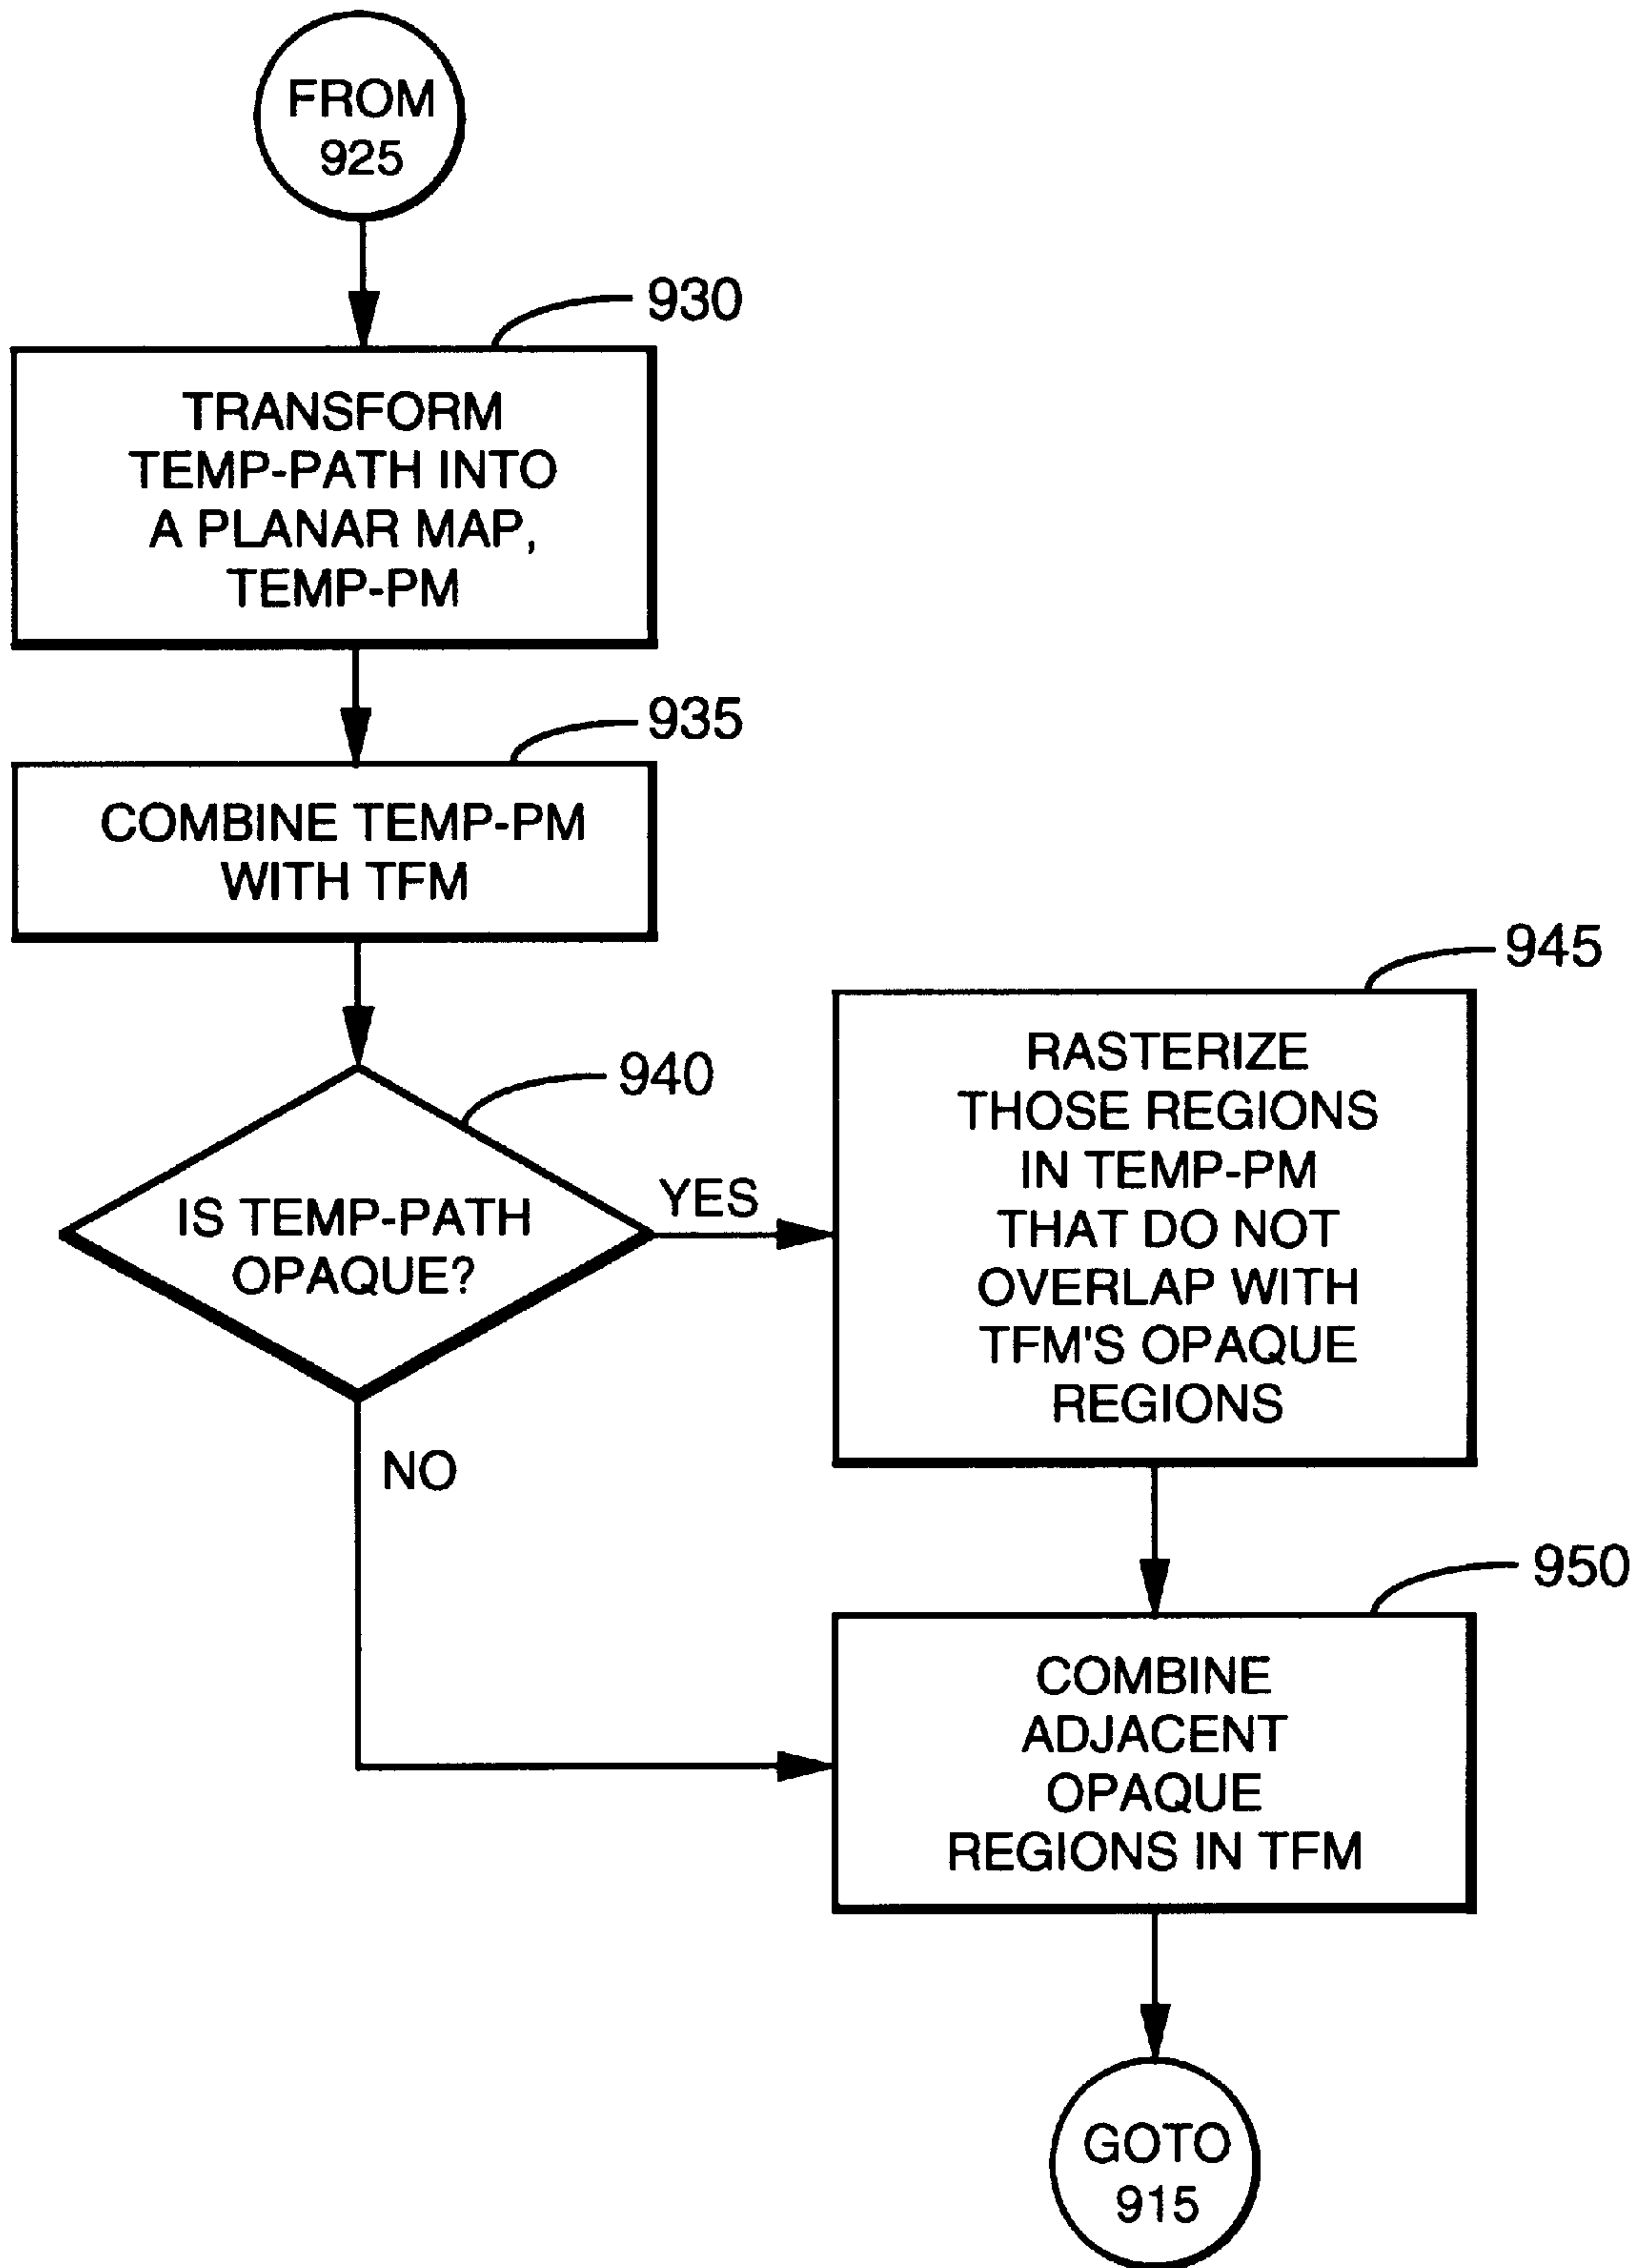 FROM
925
930
TRANSFORM
TEMP-PATH INTO
A PLANAR MAP,
TEMP-PM
935
COMBINE TEMP-PM
WITH TFM
940
IS TEMP-PATH
OPAQUE?
YES
NO
945
RASTERIZE
THOSE REGIONS
IN TEMP-PM
THAT DO NOT
OVERLAP WITH
TFM'S OPAQUE
REGIONS
950
COMBINE
ADJACENT
OPAQUE
REGIONS IN TFM
GOTO
915